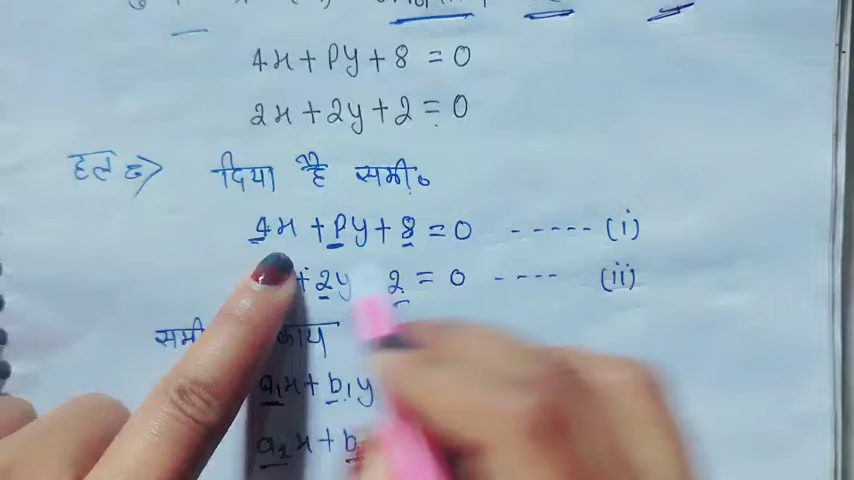 4x + Py + 8 = 0
2x + 2y + 2 = 0
हल ⇒ दिया है समी०
4x + Py + 8 = 0 ----- (i)
+ 2y 2 = 0 ---- (ii)
a₁x + b₁y
a₂x + b